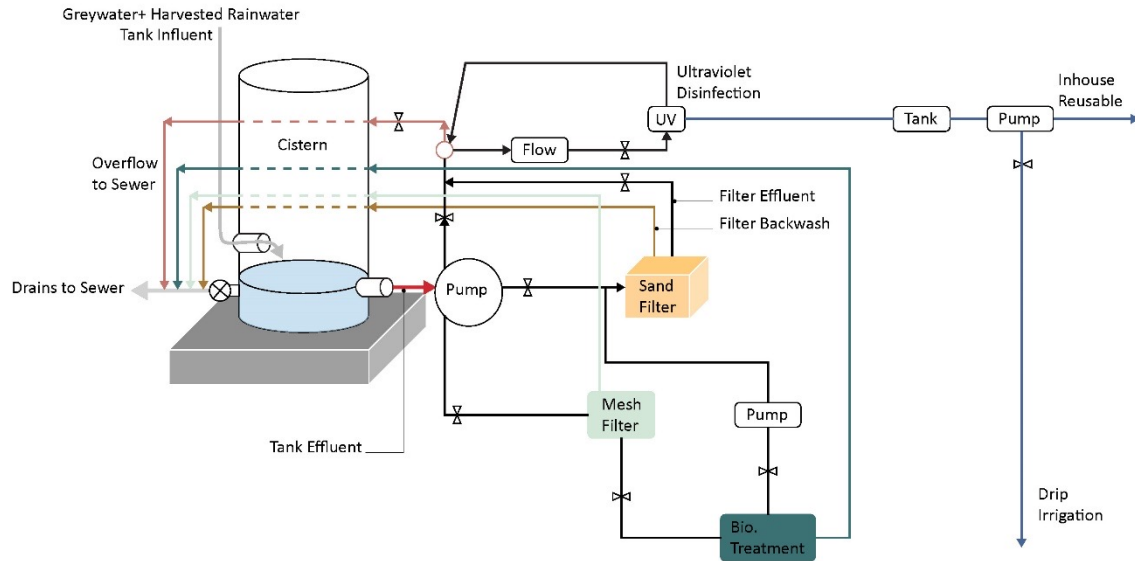 Greywater+ Harvested Rainwater
Tank Influent
Ultraviolet
Disinfection
Inhouse
Reusable
UV
Tank
Pump
Cistern
Flow
Overflow
to Sewer
Filter Effluent
Filter Backwash
Drains to Sewer
Pump
Sand
Filter
Mesh
Filter
Pump
Tank Effluent
Drip
Irrigation
Bio.
Treatment